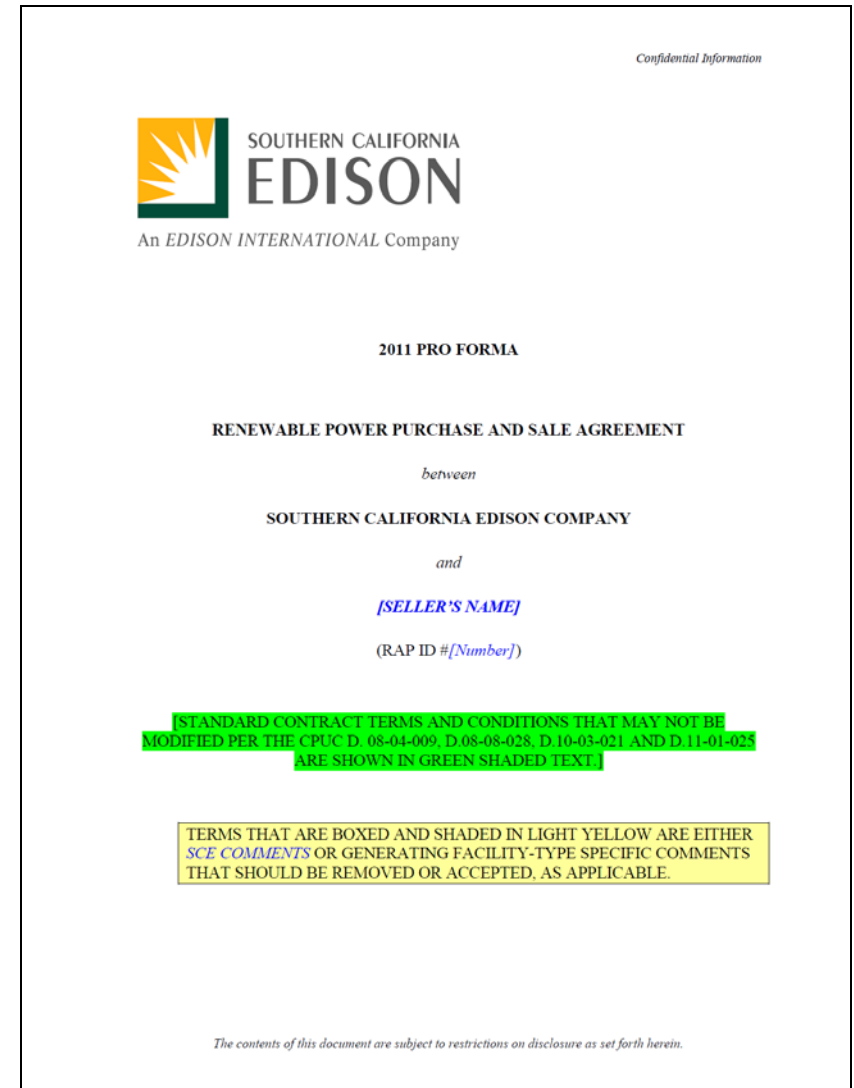 Confidential Information
SOUTHERN CALIFORNIA
EDISON
An EDISON INTERNATIONAL Company
2011 PRO FORMA
RENEWABLE POWER PURCHASE AND SALE AGREEMENT
between
SOUTHERN CALIFORNIA EDISON COMPANY
and
[SELLER'S NAME]
(RAP ID #[Number])
[STANDARD CONTRACT TERMS AND CONDITIONS THAT MAY NOT BE
MODIFIED PER THE CPUC D. 08-04-009, D.08-08-028, D.10-03-021 AND D.11-01-025
ARE SHOWN IN GREEN SHADED TEXT.]
TERMS THAT ARE BOXED AND SHADED IN LIGHT YELLOW ARE EITHER
SCE COMMENTS OR GENERATING FACILITY-TYPE SPECIFIC COMMENTS
THAT SHOULD BE REMOVED OR ACCEPTED, AS APPLICABLE.
The contents of this document are subject to restrictions on disclosure as set forth herein.